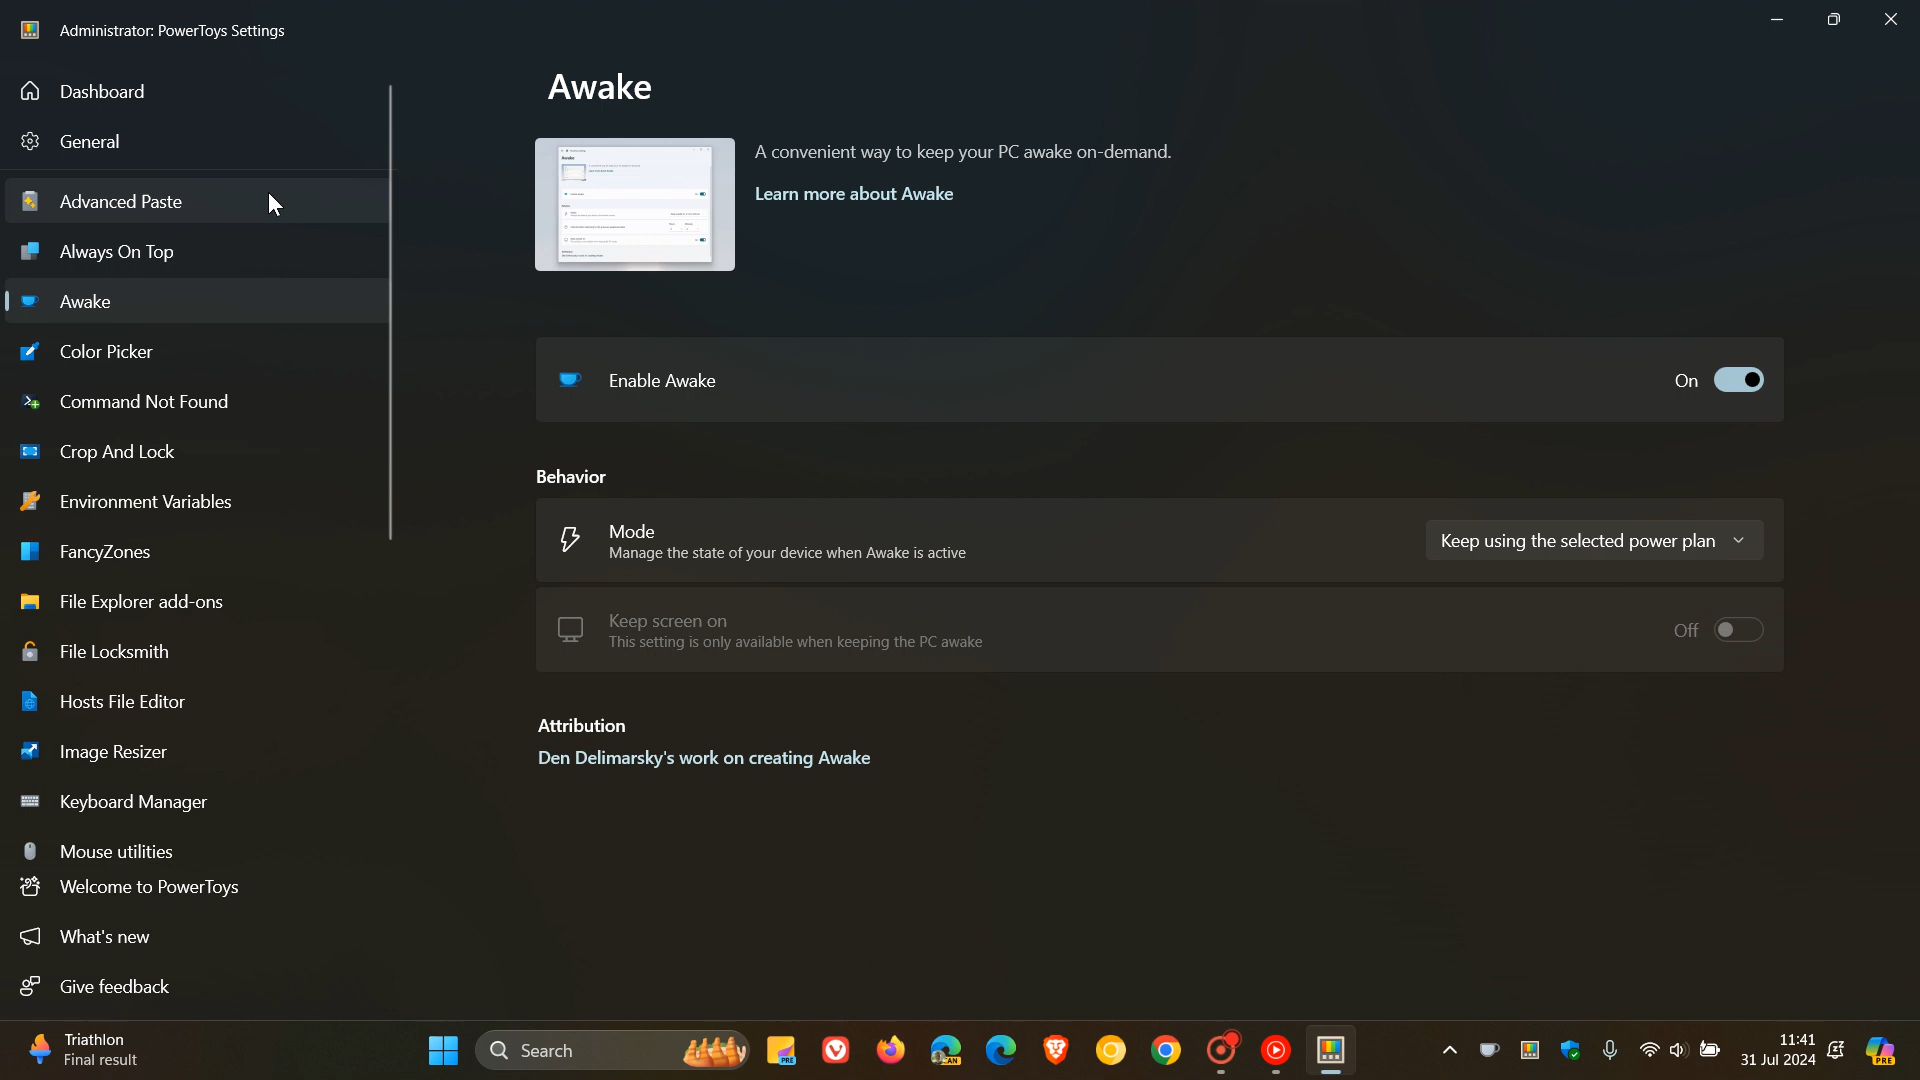 Administrator: PowerToys Settings
Dashboard
General
Advanced Paste
Always On Top
Awake
Color Picker
Command Not Found
Crop And Lock
Environment Variables
FancyZones
File Explorer add-ons
File Locksmith
Hosts File Editor
Image Resizer
Keyboard Manager
Mouse utilities
Welcome to PowerToys
What's new
Give feedback
Awake
A convenient way to keep your PC awake on-demand.
Learn more about Awake
Enable Awake
On
Behavior
Mode
Manage the state of your device when Awake is active
Keep using the selected power plan
Keep screen on
This setting is only available when keeping the PC awake
Off
Attribution
Den Delimarsky's work on creating Awake
Triathlon
Final result
Search
PRE
CAN
11:41
31 Jul 2024
PRE